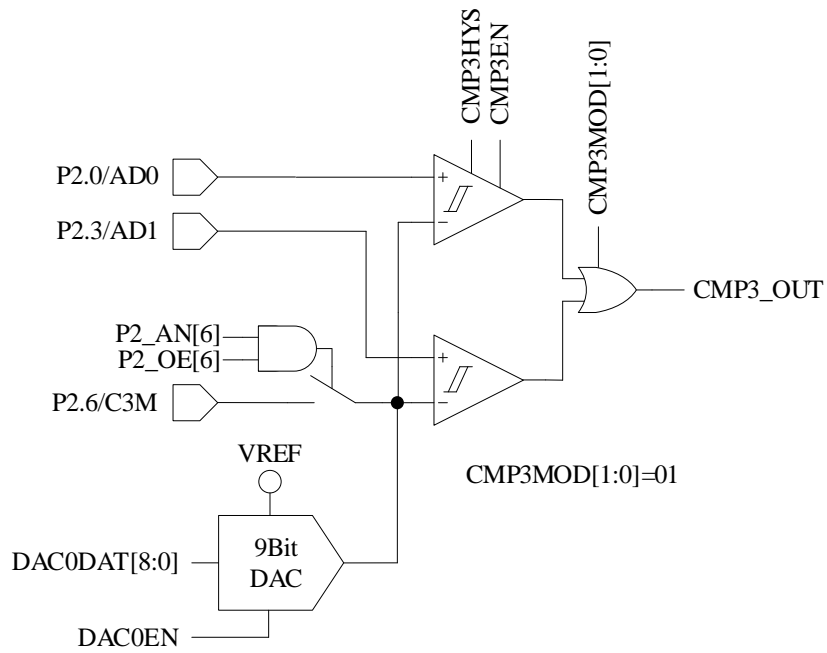 CMP3HYS
CMP3EN
CMP3MOD[1:0]
P2.0/AD0
+
−
P2.3/AD1
CMP3_OUT
P2_AN[6]
P2_OE[6]
+
−
P2.6/C3M
VREF
CMP3MOD[1:0]=01
DAC0DAT[8:0]
9Bit
DAC
DAC0EN